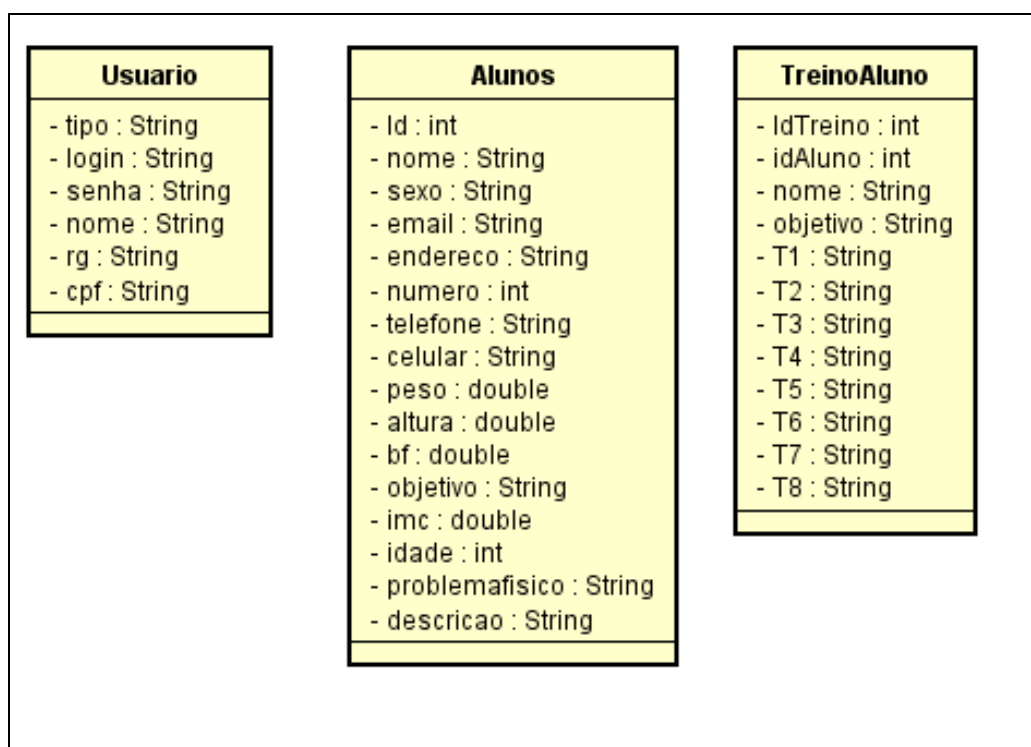 Usuario
- tipo : String
- login : String
- senha : String
- nome : String
- rg : String
- cpf : String
Alunos
- Id : int
- nome : String
- sexo : String
- email : String
- endereco : String
- numero : int
- telefone : String
- celular : String
- peso : double
- altura : double
- bf : double
- objetivo : String
- imc : double
- idade : int
- problemafisico : String
- descricao : String
TreinoAluno
- IdTreino : int
- idAluno : int
- nome : String
- objetivo : String
- T1 : String
- T2 : String
- T3 : String
- T4 : String
- T5 : String
- T6 : String
- T7 : String
- T8 : String